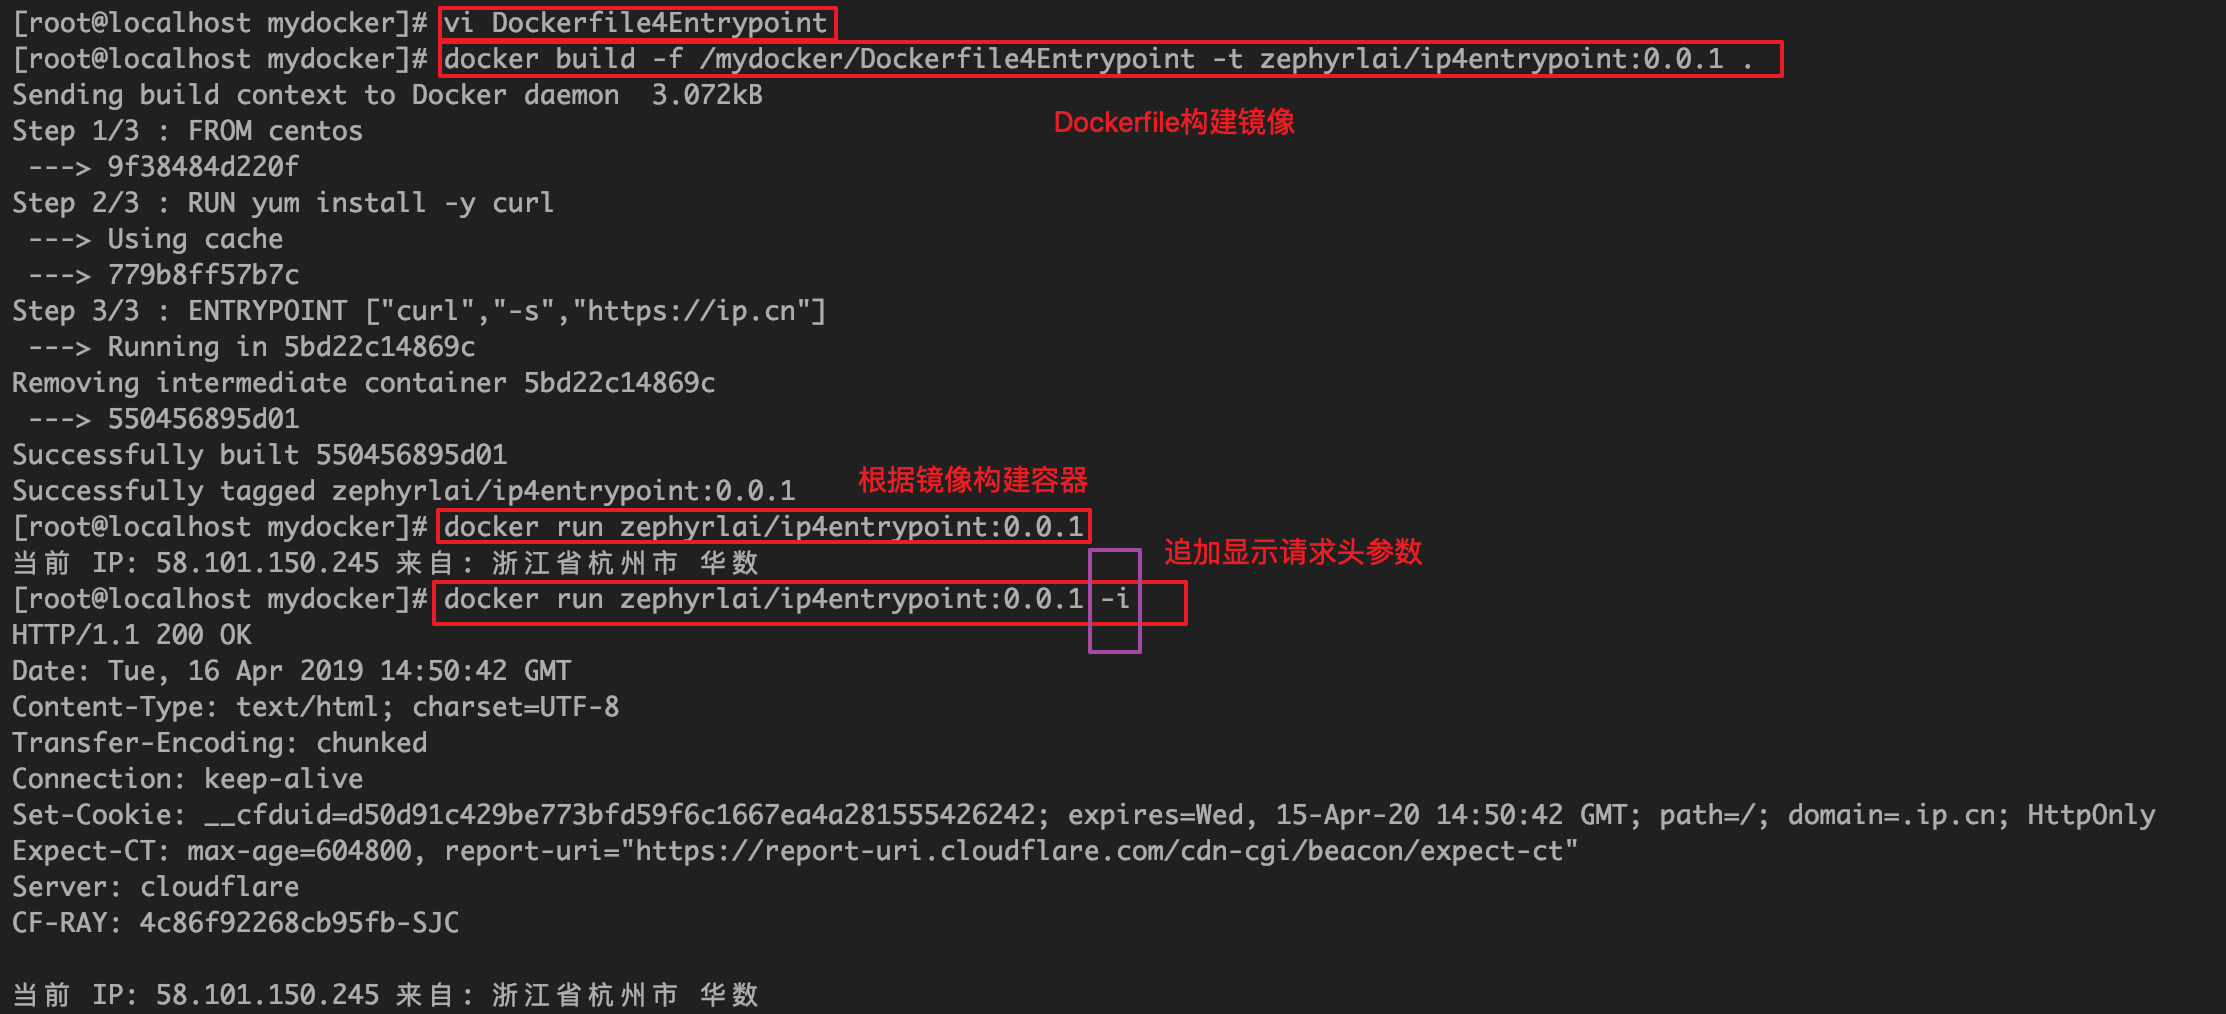 [root@localhost mydocker]# vi Dockerfile4Entrypoint
[root@localhost mydocker]# docker build -f /mydocker/Dockerfile4Entrypoint -t zephyrlai/ip4entrypoint:0.0.1 .
Sending build context to Docker daemon  3.072kB
Dockerfile构建镜像
Step 1/3 : FROM centos
 ---> 9f38484d220f
Step 2/3 : RUN yum install -y curl
 ---> Using cache
 ---> 779b8ff57b7c
Step 3/3 : ENTRYPOINT ["curl","-s","https://ip.cn"]
 ---> Running in 5bd22c14869c
Removing intermediate container 5bd22c14869c
 ---> 550456895d01
Successfully built 550456895d01
根据镜像构建容器
Successfully tagged zephyrlai/ip4entrypoint:0.0.1
[root@localhost mydocker]# docker run zephyrlai/ip4entrypoint:0.0.1
追加显示请求头参数
当前 IP: 58.101.150.245 来自: 浙江省杭州市 华数
[root@localhost mydocker]# docker run zephyrlai/ip4entrypoint:0.0.1 -i
HTTP/1.1 200 OK
Date: Tue, 16 Apr 2019 14:50:42 GMT
Content-Type: text/html; charset=UTF-8
Transfer-Encoding: chunked
Connection: keep-alive
Set-Cookie: __cfduid=d50d91c429be773bfd59f6c1667ea4a281555426242; expires=Wed, 15-Apr-20 14:50:42 GMT; path=/; domain=.ip.cn; HttpOnly
Expect-CT: max-age=604800, report-uri="https://report-uri.cloudflare.com/cdn-cgi/beacon/expect-ct"
Server: cloudflare
CF-RAY: 4c86f92268cb95fb-SJC
当前 IP: 58.101.150.245 来自: 浙江省杭州市 华数